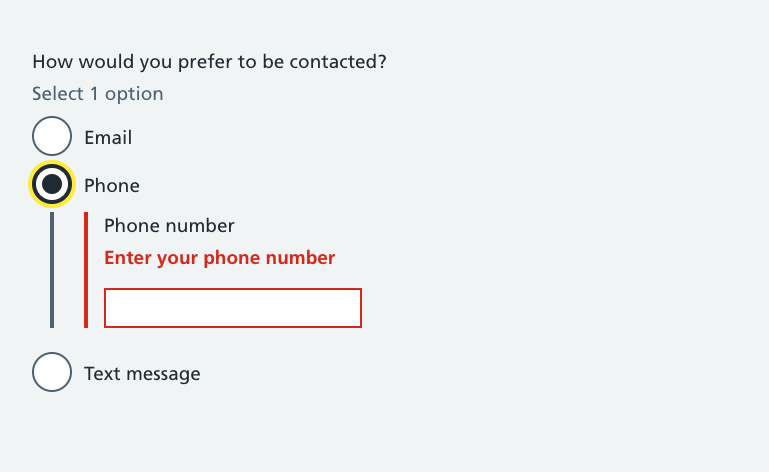 How would you prefer to be contacted?
Select 1 option
Email
Phone
Phone number
Enter your phone number
Text message